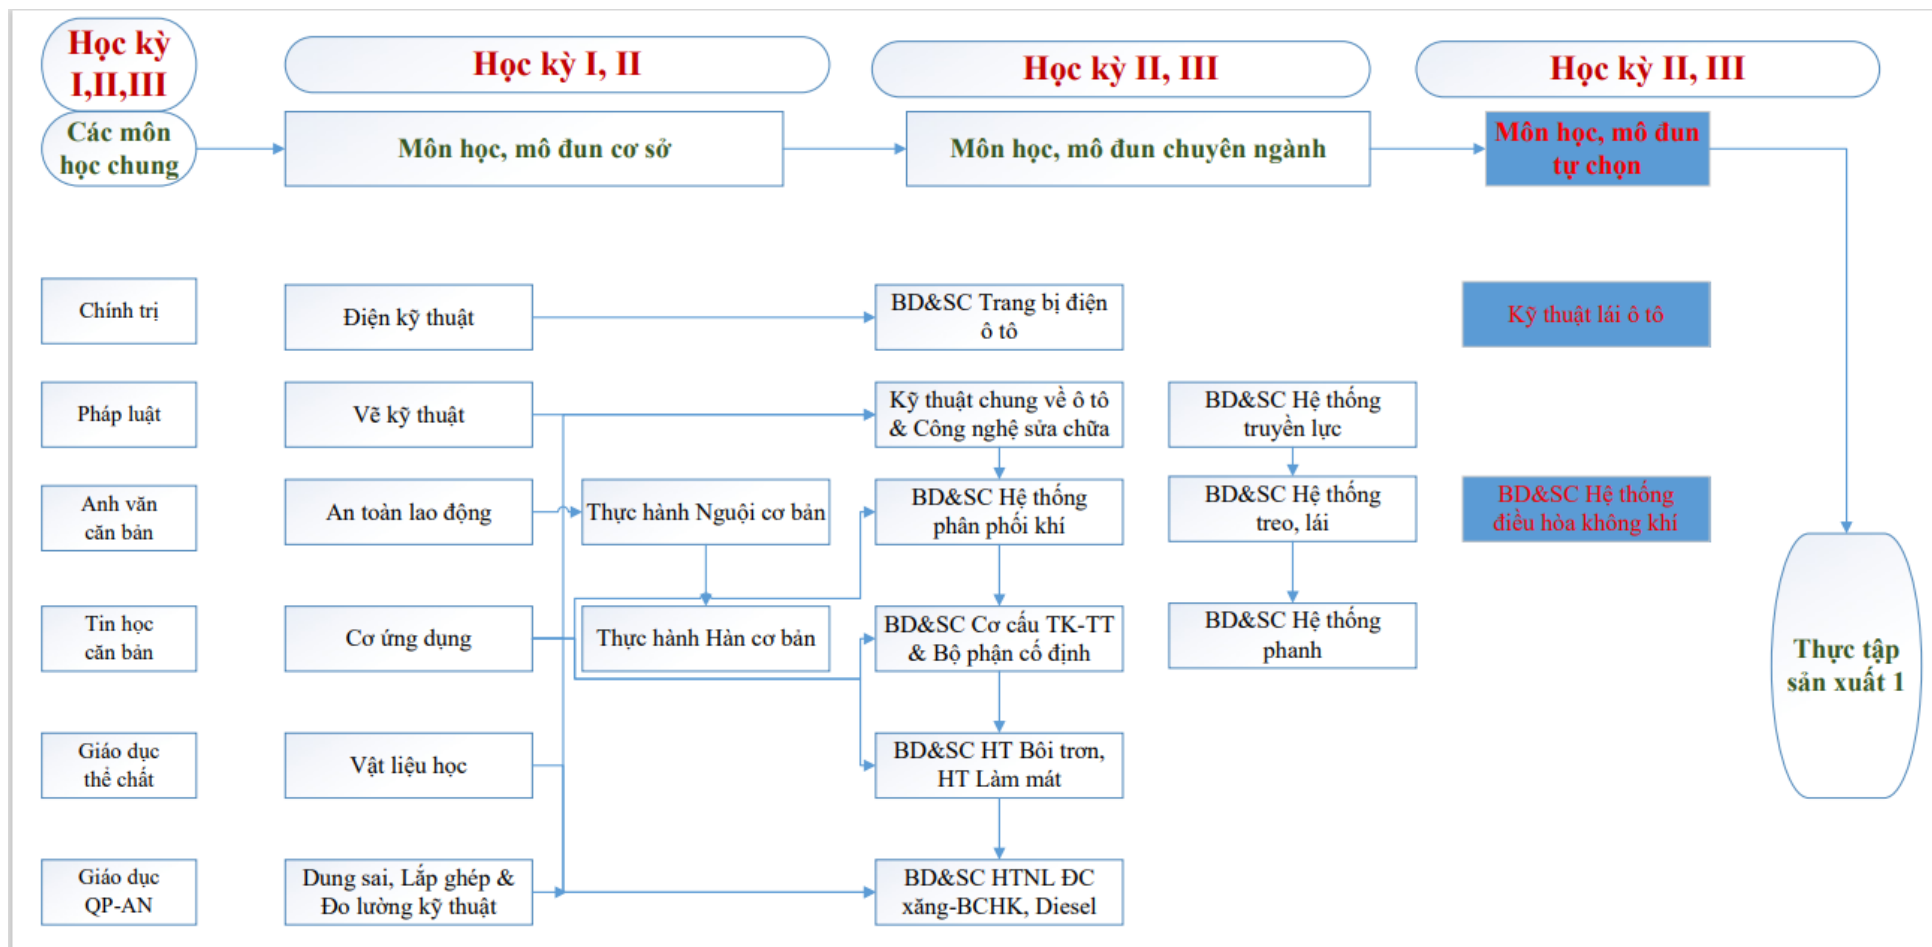 Học kỳ
I,II,III
Học kỳ I, II
Học kỳ II, III
Học kỳ II, III
Các môn
học chung
Môn học, mô đun cơ sở
Môn học, mô đun chuyên ngành
Môn học, mô đun
tự chọn
Chính trị
Điện kỹ thuật
BD&SC Trang bị điện
ô tô
Kỹ thuật lái ô tô
Pháp luật
Vẽ kỹ thuật
Kỹ thuật chung về ô tô
& Công nghệ sửa chữa
BD&SC Hệ thống
truyền lực
Anh văn
căn bản
An toàn lao động
Thực hành Nguội cơ bản
BD&SC Hệ thống
phân phối khí
BD&SC Hệ thống
treo, lái
BD&SC Hệ thống
điều hòa không khí
Tin học
căn bản
Cơ ứng dụng
Thực hành Hàn cơ bản
BD&SC Cơ cấu TK-TT
& Bộ phận cố định
BD&SC Hệ thống
phanh
Thực tập
sản xuất 1
Giáo dục
thể chất
Vật liệu học
BD&SC HT Bôi trơn,
HT Làm mát
Giáo dục
QP-AN
Dung sai, Lắp ghép &
Đo lường kỹ thuật
BD&SC HTNL ĐC
xăng-BCHK, Diesel